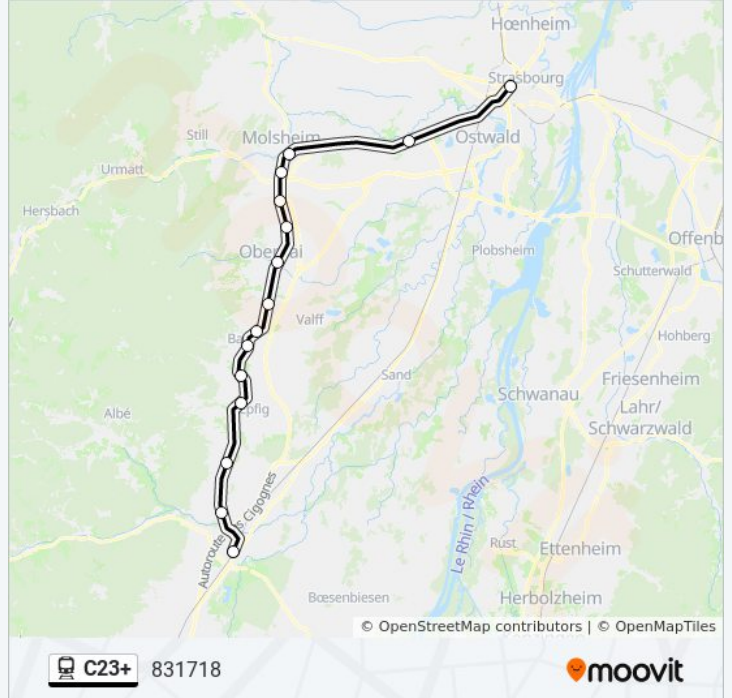 Hœnheim
Strasbourg
Still
Molsheim
Ostwald
Urmatt
Hersbach
Obernai
Plobsheim
Offenb
Schutterwald
Valff
Hohberg
Sand
Friesenheim
Albé
Epfig
Schwanau
Lahr/
Schwarzwald
Autoroute des Cigognes
Le Rhin / Rhein
Rust
Ettenheim
Bœsenbiesen
Herbolzheim
© OpenStreetMap contributors | © OpenMapTiles
C23+ 831718
moovit